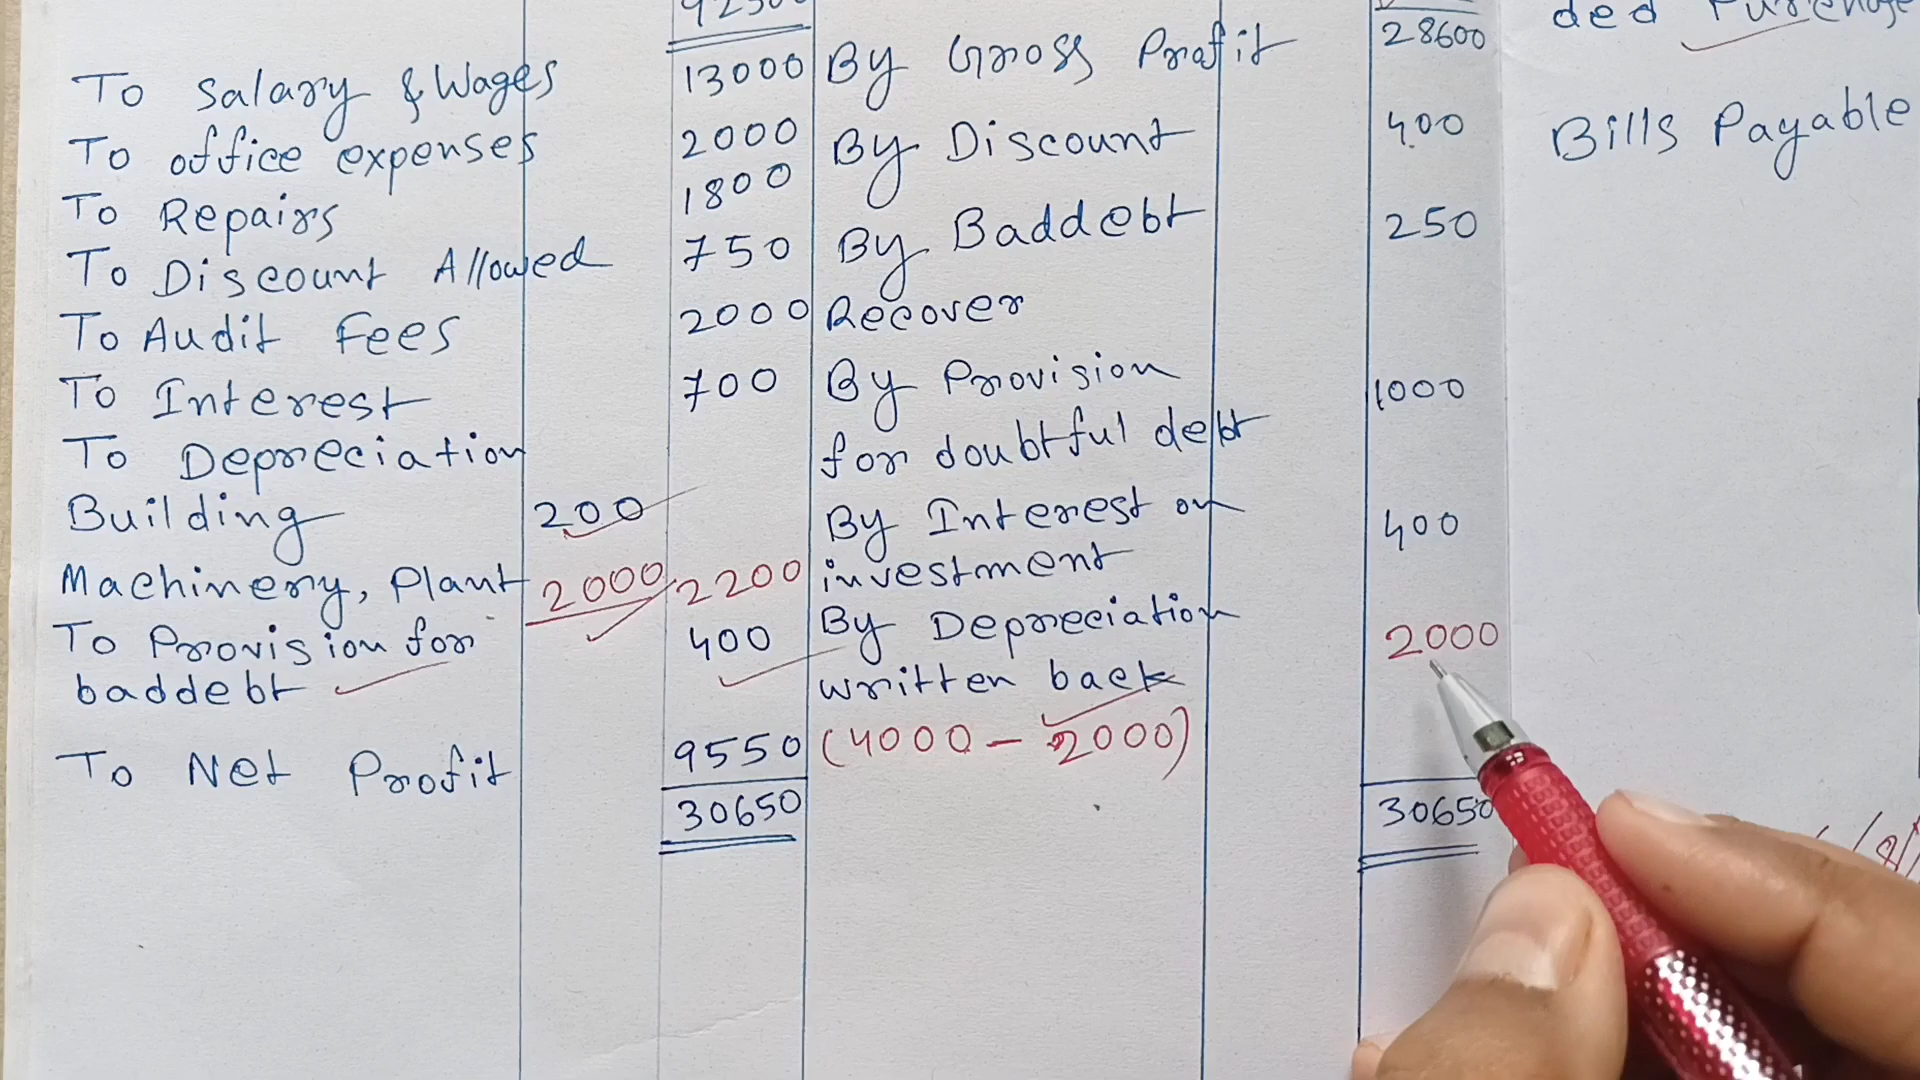 To Salary & Wages 13000 By Gross Profit 28600
To office expenses 2000 By Discount 400
To Repairs 1800
To Discount Allowed 750 By Baddebt 250
To Audit Fees 2000 Recover
To Interest 700 By Provision 1000
To Depreciation for doubtful debt
Building 200 By Interest on 400
Machinery, Plant 2000 2200 investment
To Provision for 400 By Depreciation 2000
baddebt written back
To Net Profit 9550 (4000 - 2000)
30650 30650
ded Purchase
Bills Payable